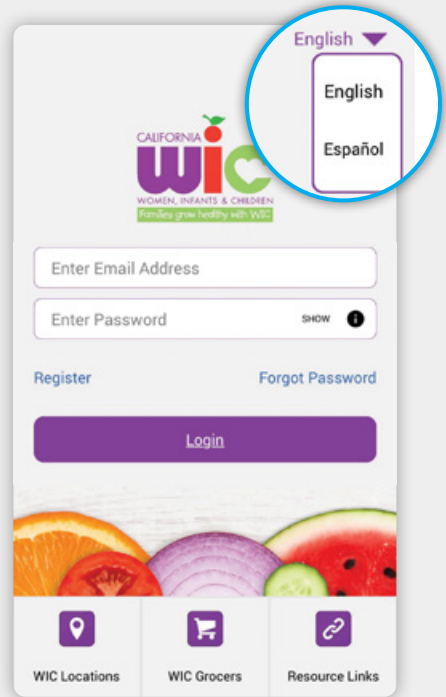 English
English
Español
CALIFORNIA
wic
WOMEN, INFANTS & CHILDREN
Families grow healthy with WIC
Enter Email Address
Enter Password SHOW
Register Forgot Password
Login
WIC Locations WIC Grocers Resource Links